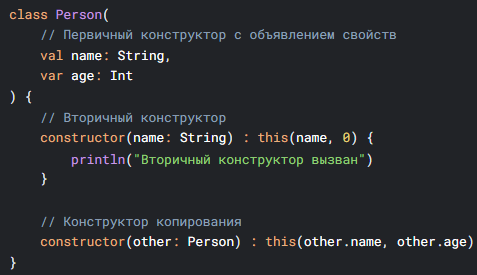 class Person(
    // Первичный конструктор с объявлением свойств
    val name: String,
    var age: Int
) {
    // Вторичный конструктор
    constructor(name: String) : this(name, 0) {
        println("Вторичный конструктор вызван")
    }

    // Конструктор копирования
    constructor(other: Person) : this(other.name, other.age)
}